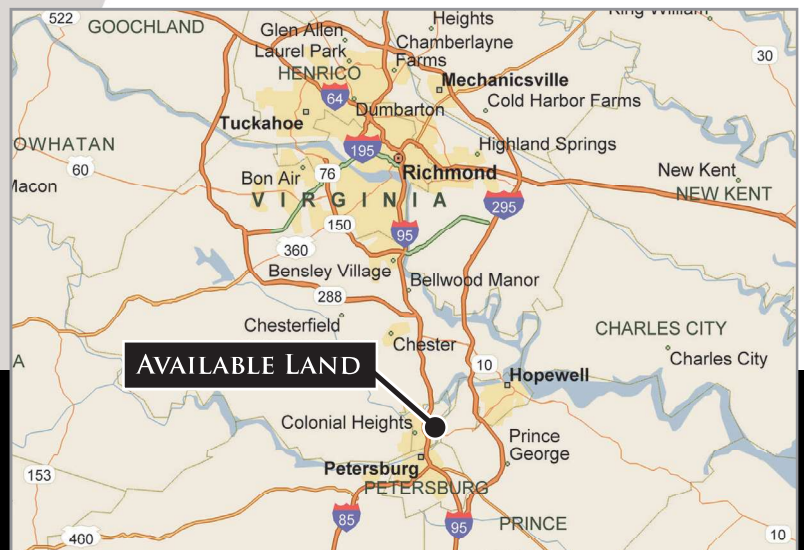 522
GOOCHLAND
Heights
Glen Allen
Chamberlayne
Farms
Laurel Park
HENRICO
30
64
Mechanicsville
Dumbarton
Cold Harbor Farms
Tuckahoe
195
Highland Springs
OWHATAN
60
Macon
76
Bon Air
Richmond
New Kent
NEW KENT
VIRGINIA
295
150
95
360
Bensley Village
Bellwood Manor
288
Chesterfield
Chester
CHARLES CITY
Charles City
A
AVAILABLE LAND
10
Hopewell
Colonial Heights
Prince
George
Petersburg
PETERSBURG
153
85
95
PRINCE
460
10